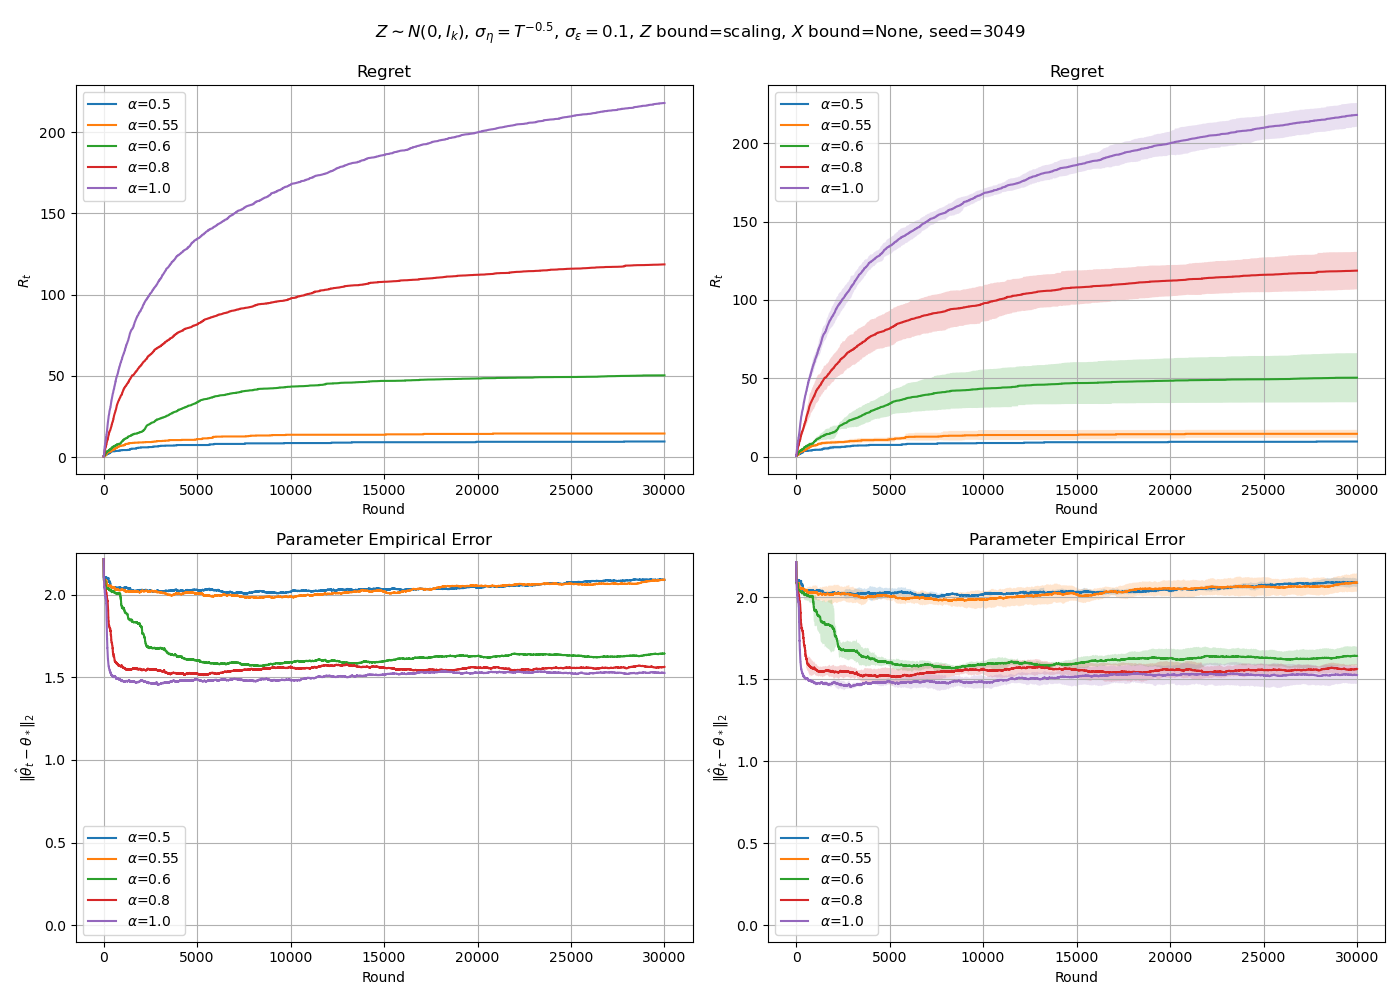 Z ~ N(0, I_k), σ_η = T^{-0.5}, σ_ε = 0.1, Z bound=scaling, X bound=None, seed=3049
Regret
R_t
200
150
100
50
0
α=0.5
α=0.55
α=0.6
α=0.8
α=1.0
0 5000 10000 15000 20000 25000 30000
Round
Regret
R_t
200
150
100
50
0
α=0.5
α=0.55
α=0.6
α=0.8
α=1.0
0 5000 10000 15000 20000 25000 30000
Round
Parameter Empirical Error
‖θ̂_t − θ_*‖_2
2.0
1.5
1.0
0.5
0.0
α=0.5
α=0.55
α=0.6
α=0.8
α=1.0
0 5000 10000 15000 20000 25000 30000
Round
Parameter Empirical Error
‖θ̂_t − θ_*‖_2
2.0
1.5
1.0
0.5
0.0
α=0.5
α=0.55
α=0.6
α=0.8
α=1.0
0 5000 10000 15000 20000 25000 30000
Round